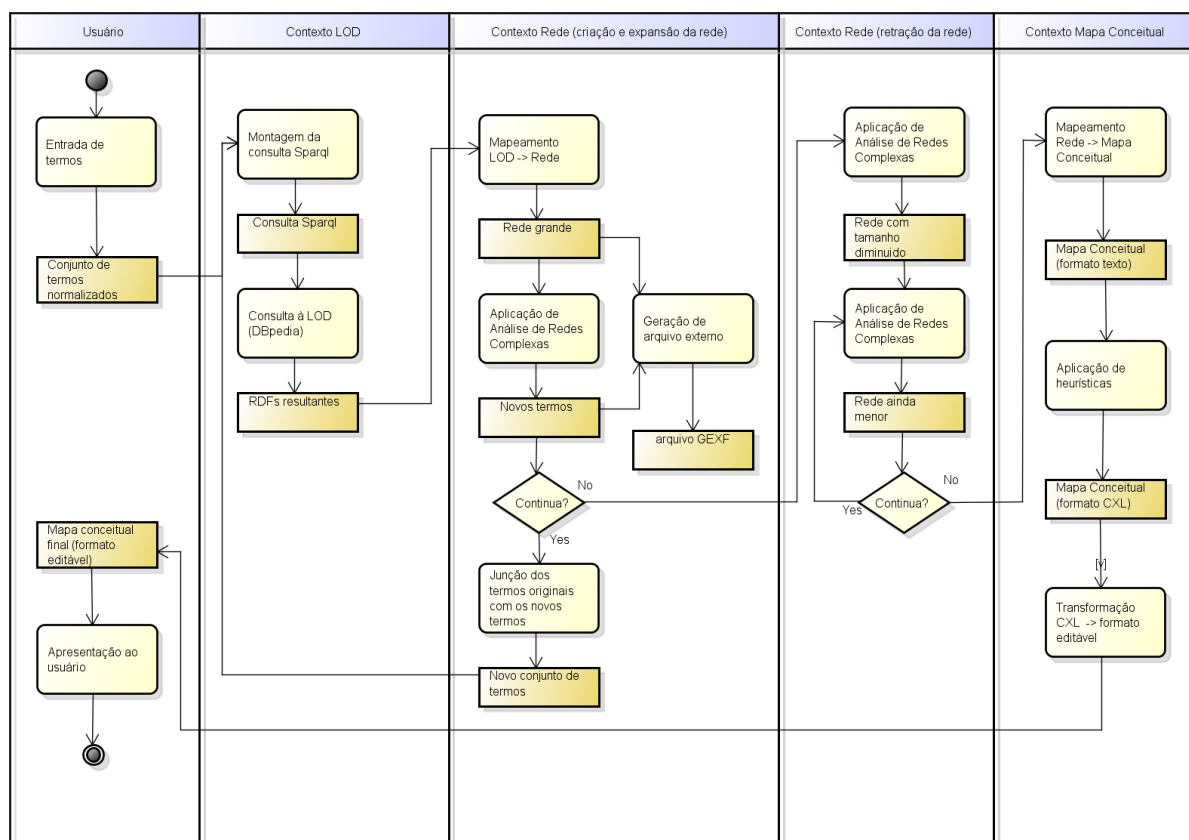 Usuário
Contexto LOD
Contexto Rede (criação e expansão da rede)
Contexto Rede (retração da rede)
Contexto Mapa Conceitual
Entrada de
termos
Conjunto de
termos
normalizados
Mapa conceitual
final (formato
editável)
Apresentação ao
usuário
Montagem da
consulta Sparql
Consulta Sparql
Consulta à LOD
(DBpedia)
RDFs resultantes
Mapeamento
LOD -> Rede
Rede grande
Aplicação de
Análise de Redes
Complexas
Geração de
arquivo externo
Novos termos
arquivo GEXF
Continua?
No
Yes
Junção dos
termos originais
com os novos
termos
Novo conjunto de
termos
Aplicação de
Análise de Redes
Complexas
Rede com
tamanho
diminuido
Aplicação de
Análise de Redes
Complexas
Rede ainda
menor
Continua?
No
Yes
Mapeamento
Rede -> Mapa
Conceitual
Mapa Conceitual
(formato texto)
Aplicação de
heurísticas
Mapa Conceitual
(formato CXL)
[v]
Transformação
CXL -> formato
editável